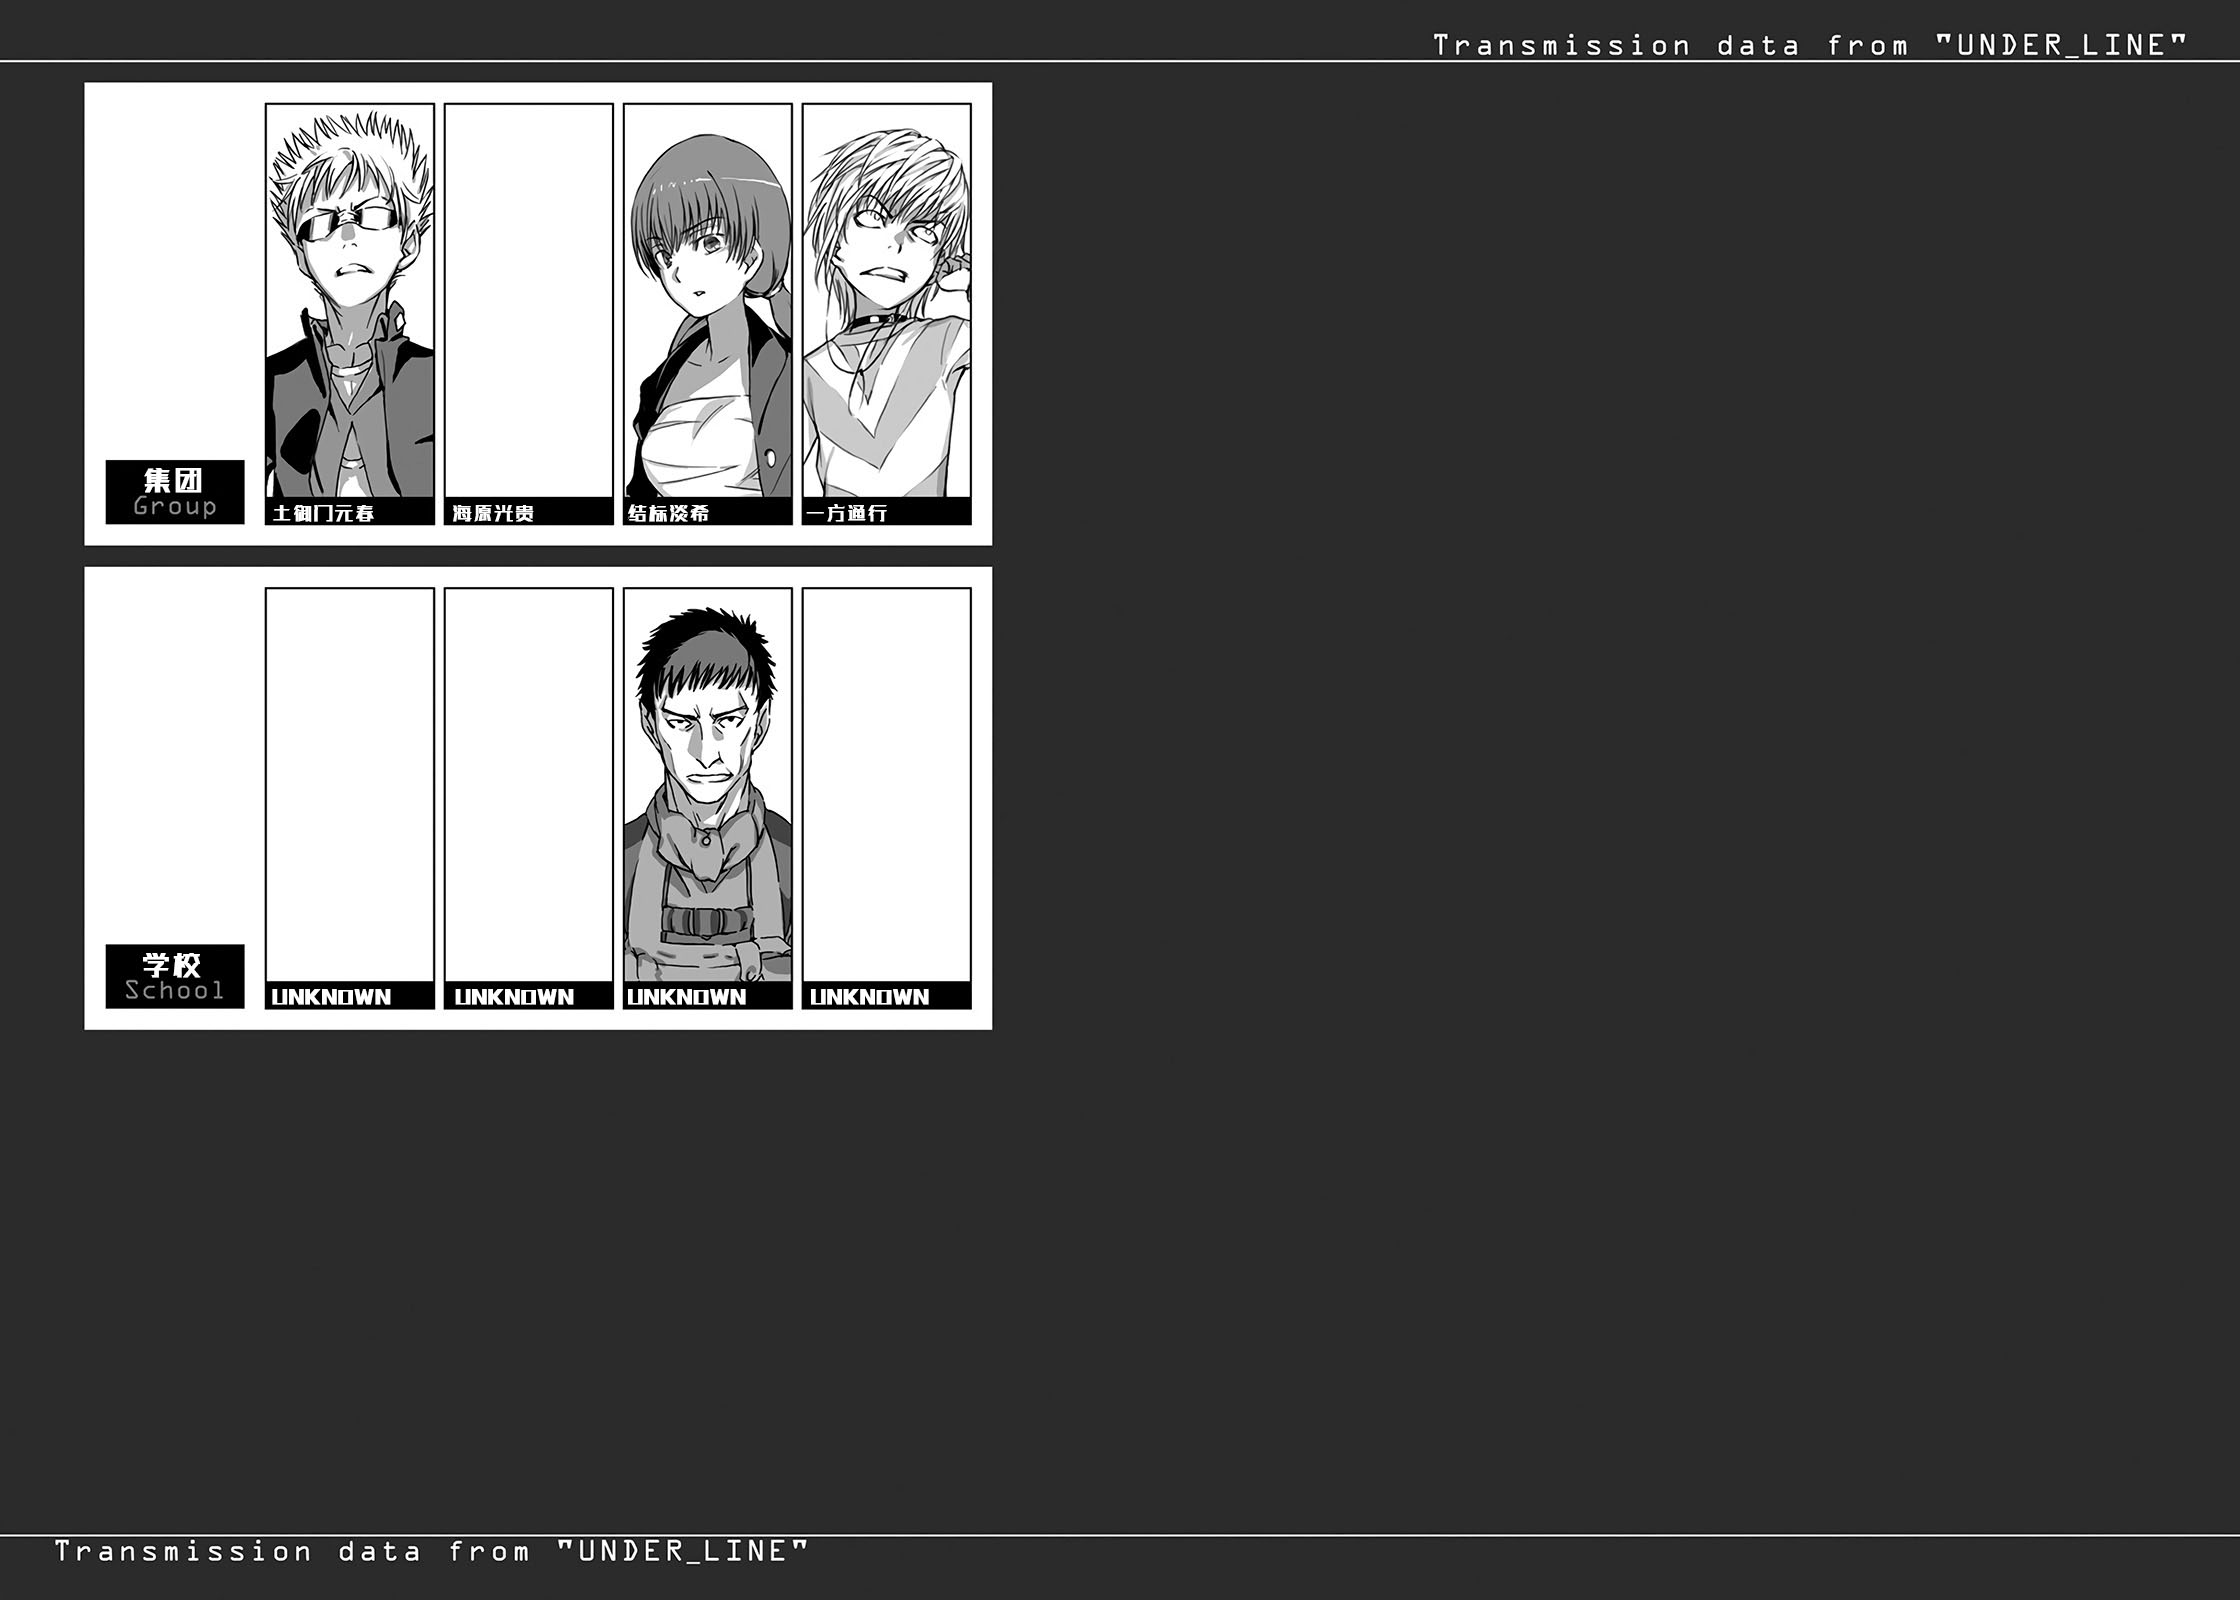 Transmission data from "UNDER_LINE"
集团
Group
土御门元春
海原光贵
结标淡希
一方通行
学校
School
UNKNOWN
UNKNOWN
UNKNOWN
UNKNOWN
Transmission data from "UNDER_LINE"